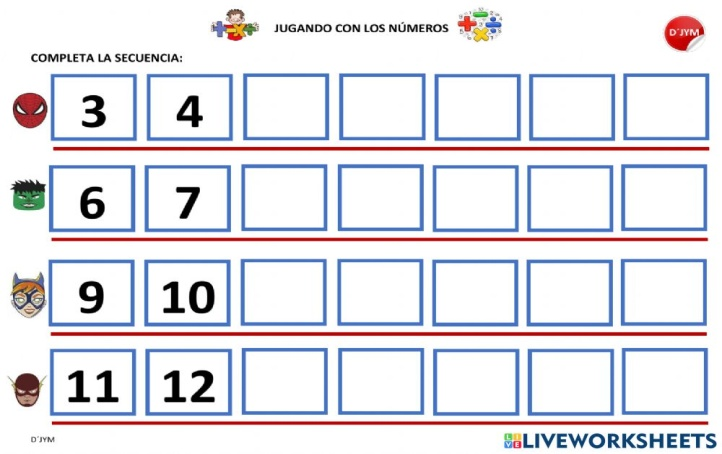 JUGANDO CON LOS NÚMEROS
D´JYM
COMPLETA LA SECUENCIA:
3 4
6 7
9 10
11 12
D´JYM
LIVEWORKSHEETS